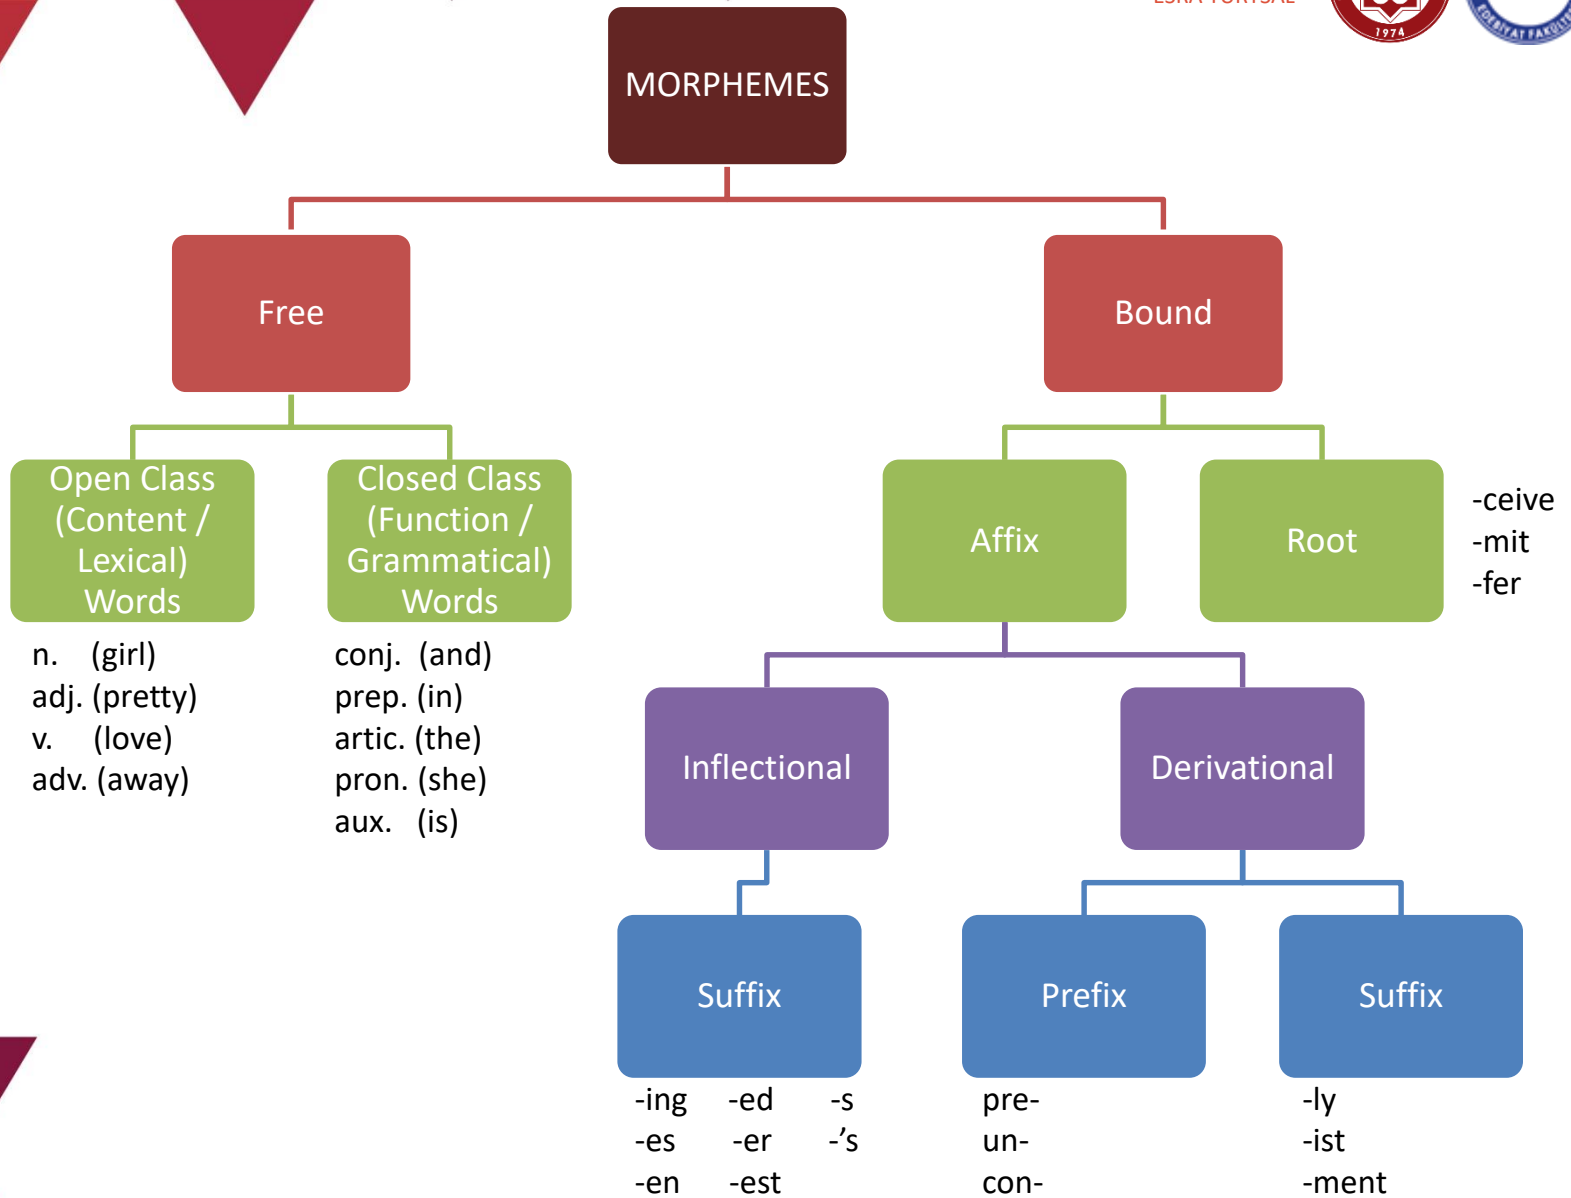 MORPHEMES
1974
Free
Bound
Open Class
(Content /
Lexical)
Words
Closed Class
(Function /
Grammatical)
Words
Affix
Root
-ceive
-mit
-fer
n. (girl)
adj. (pretty)
v. (love)
adv. (away)
conj. (and)
prep. (in)
artic. (the)
pron. (she)
aux. (is)
Inflectional
Derivational
Suffix
Prefix
Suffix
-ing -ed -s
-es -er -'s
-en -est
pre-
un-
con-
-ly
-ist
-ment